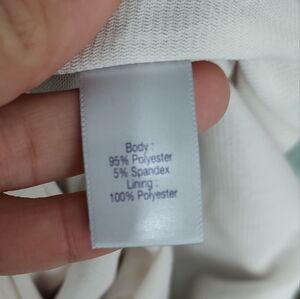 Body :
95% Polyester
5% Spandex
Lining :
100% Polyester